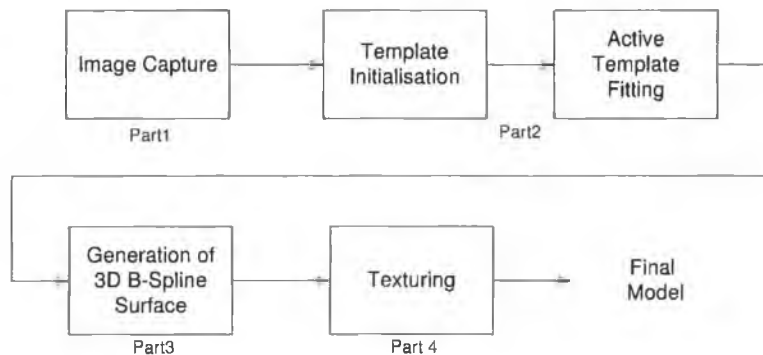 Image Capture
Template
Initialisation
Active
Template
Fitting
Part1
Part2
Generation of
3D B-Spline
Surface
Texturing
Final
Model
Part3
Part 4